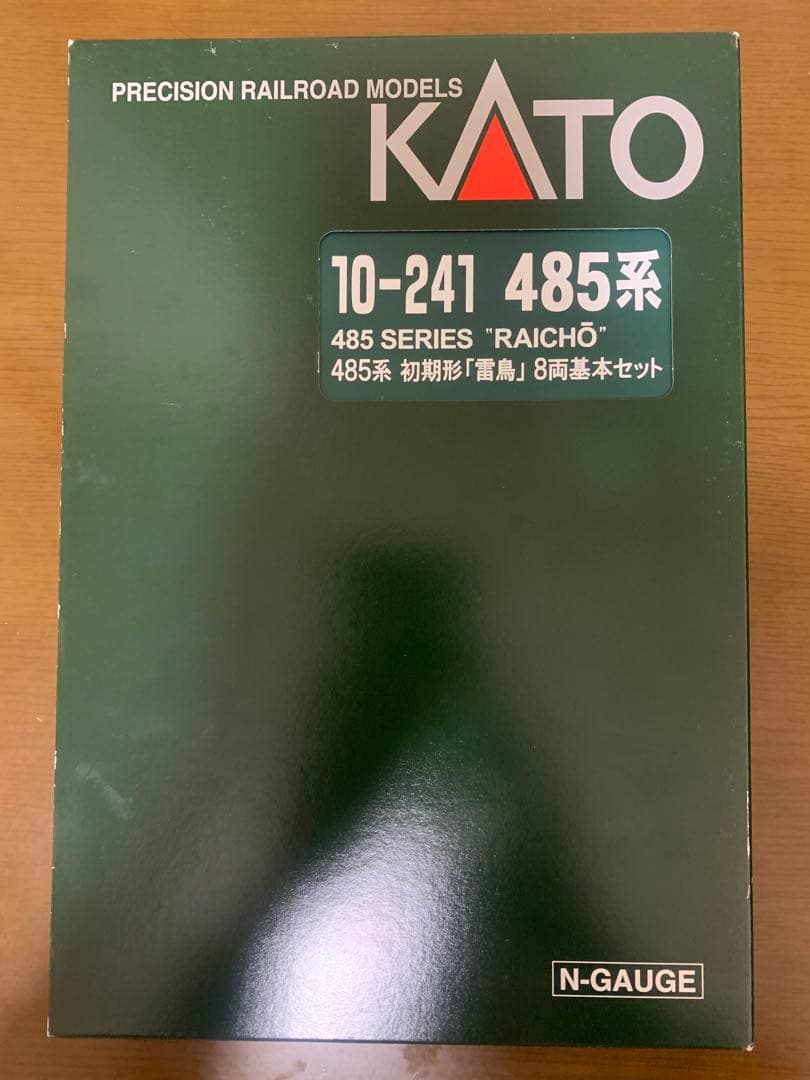 PRECISION RAILROAD MODELS
KATO
10-241 485系
485 SERIES "RAICHŌ"
485系 初期形「雷鳥」 8両基本セット
N-GAUGE